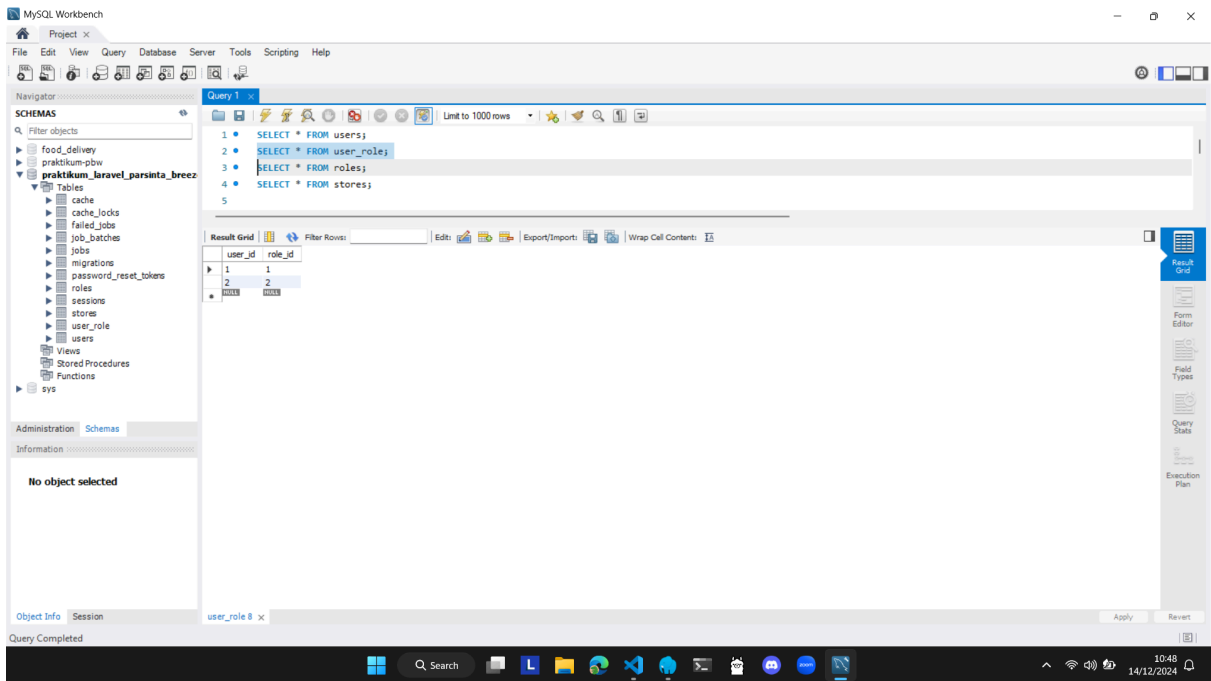 MySQL Workbench
Project
File Edit View Query Database Server Tools Scripting Help
Navigator
SCHEMAS
Filter objects
food_delivery
praktikum-pbw
praktikum_laravel_parsinta_breez
Tables
cache
cache_locks
failed_jobs
job_batches
jobs
migrations
password_reset_tokens
roles
sessions
stores
user_role
users
Views
Stored Procedures
Functions
sys
Administration Schemas
Information
No object selected
Object Info Session
Query Completed
Query 1
Limit to 1000 rows
1 SELECT * FROM users;
2 SELECT * FROM user_role;
3 SELECT * FROM roles;
4 SELECT * FROM stores;
5
Result Grid Filter Rows: Edit: Export/Import: Wrap Cell Content:
user_id role_id
1 1
2 2
NULL NULL
Result Grid
Form Editor
Field Types
Query Stats
Execution Plan
user_role 8
Apply Revert
Search
zoom
10:48
14/12/2024